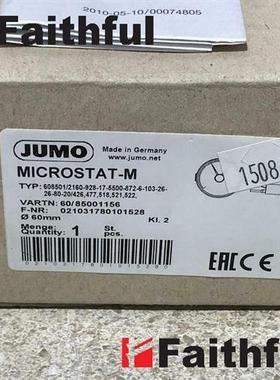 Faithful
2010-05-10/00074805
JUMO
Made in Germany
www.jumo.net
MICROSTAT-M
TYP: 608501/2160-928-17-5500-872-6-103-26-
26-80-20/426,477,518,521,522,
VARTN: 60/85001156
F-NR: 021031780101528
Ø 60mm
Kl. 2
Menge:
Quantity: 1 St.
pcs.
1508
EAC CE
Faithful